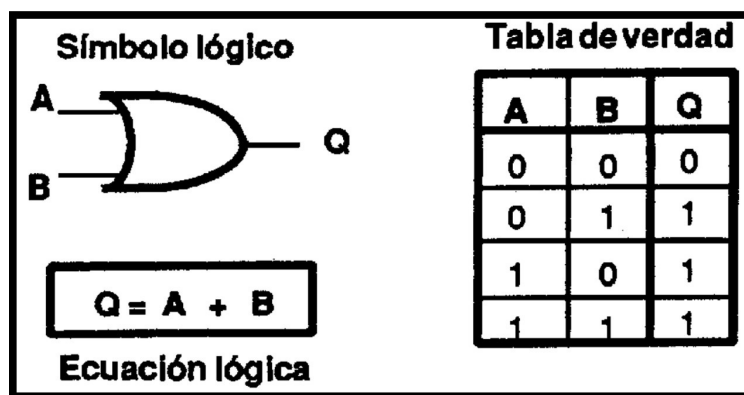 Símbolo lógico
A
B
Q
Q = A + B
Ecuación lógica
Tabla de verdad
A B Q
0 0 0
0 1 1
1 0 1
1 1 1